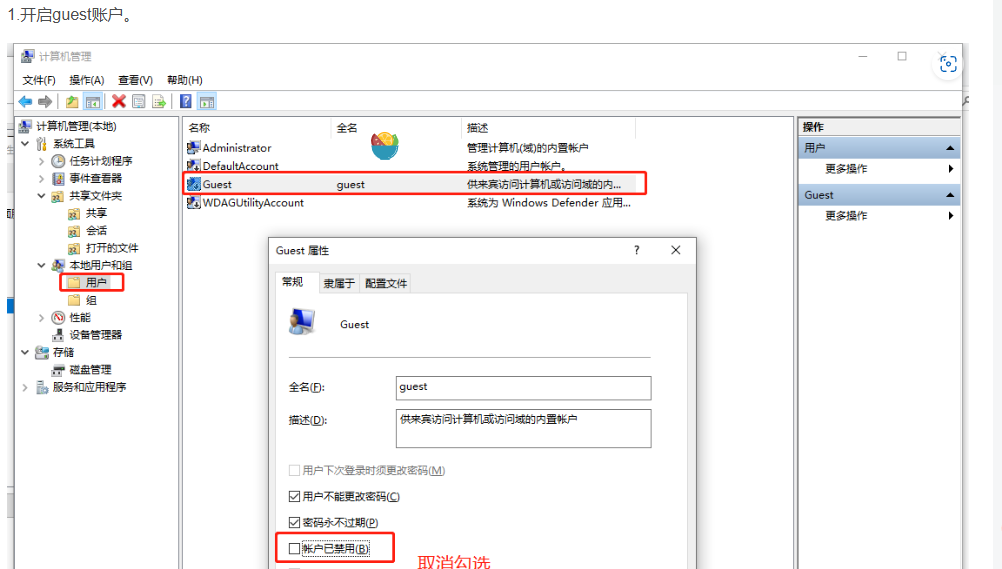 1.开启guest账户。
计算机管理
文件(F) 操作(A) 查看(V) 帮助(H)
计算机管理(本地)
系统工具
任务计划程序
事件查看器
共享文件夹
共享
会话
打开的文件
本地用户和组
用户
组
性能
设备管理器
存储
磁盘管理
服务和应用程序
名称 全名 描述
Administrator 管理计算机(域)的内置帐户
DefaultAccount 系统管理的用户帐户。
Guest guest 供来宾访问计算机或访问域的内...
WDAGUtilityAccount 系统为 Windows Defender 应用...
操作
用户
更多操作
Guest
更多操作
Guest 属性
常规 隶属于 配置文件
Guest
全名(F): guest
描述(D): 供来宾访问计算机或访问域的内置帐户
用户下次登录时须更改密码(M)
用户不能更改密码(C)
密码永不过期(P)
帐户已禁用(B)
取消勾选